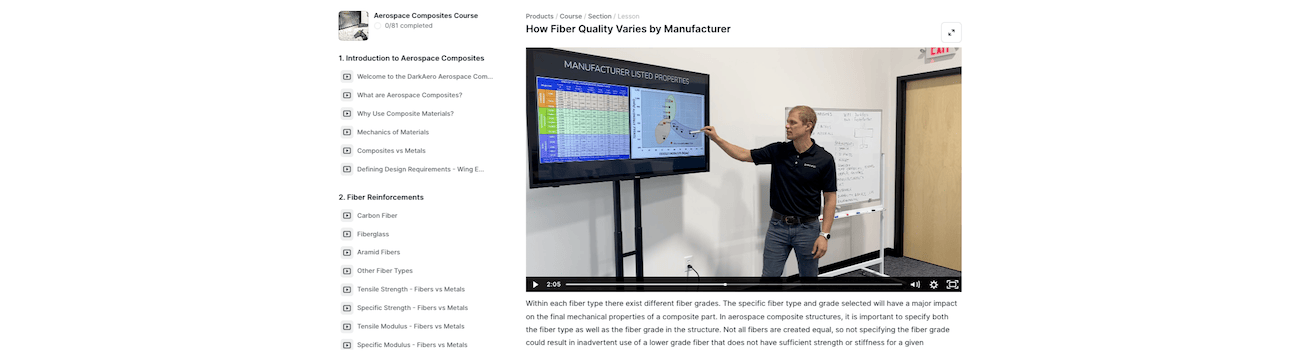 Aerospace Composites Course
0/81 completed
1. Introduction to Aerospace Composites
Welcome to the DarkAero Aerospace Com...
What are Aerospace Composites?
Why Use Composite Materials?
Mechanics of Materials
Composites vs Metals
Defining Design Requirements - Wing E...
2. Fiber Reinforcements
Carbon Fiber
Fiberglass
Aramid Fibers
Other Fiber Types
Tensile Strength - Fibers vs Metals
Specific Strength - Fibers vs Metals
Tensile Modulus - Fibers vs Metals
Specific Modulus - Fibers vs Metals
Products / Course / Section / Lesson
How Fiber Quality Varies by Manufacturer
EXIT
MANUFACTURER LISTED PROPERTIES
2:05
Within each fiber type there exist different fiber grades. The specific fiber type and grade selected will have a major impact
on the final mechanical properties of a composite part. In aerospace composite structures, it is important to specify both
the fiber type as well as the fiber grade in the structure. Not all fibers are created equal, so not specifying the fiber grade
could result in inadvertent use of a lower grade fiber that does not have sufficient strength or stiffness for a given